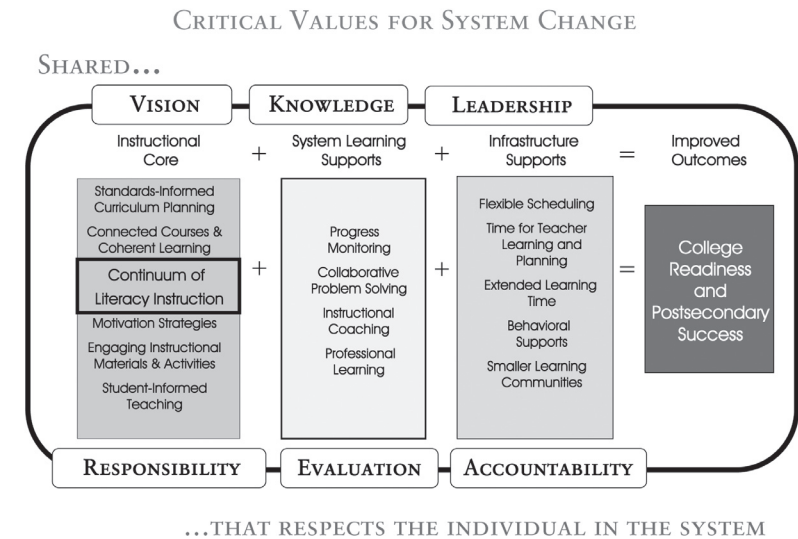 CRITICAL VALUES FOR SYSTEM CHANGE
SHARED...
VISION
KNOWLEDGE
LEADERSHIP
Instructional
Core
+
System Learning
Supports
+
Infrastructure
Supports
=
Improved
Outcomes
Standards-Informed
Curriculum Planning
Connected Courses &
Coherent Learning
Continuum of
Literacy Instruction
Motivation Strategies
Engaging Instructional
Materials & Activities
Student-Informed
Teaching
+
Progress
Monitoring
Collaborative
Problem Solving
Instructional
Coaching
Professional
Learning
+
Flexible Scheduling
Time for Teacher
Learning and
Planning
Extended Learning
Time
Behavioral
Supports
Smaller Learning
Communities
=
College
Readiness
and
Postsecondary
Success
RESPONSIBILITY
EVALUATION
ACCOUNTABILITY
...THAT RESPECTS THE INDIVIDUAL IN THE SYSTEM